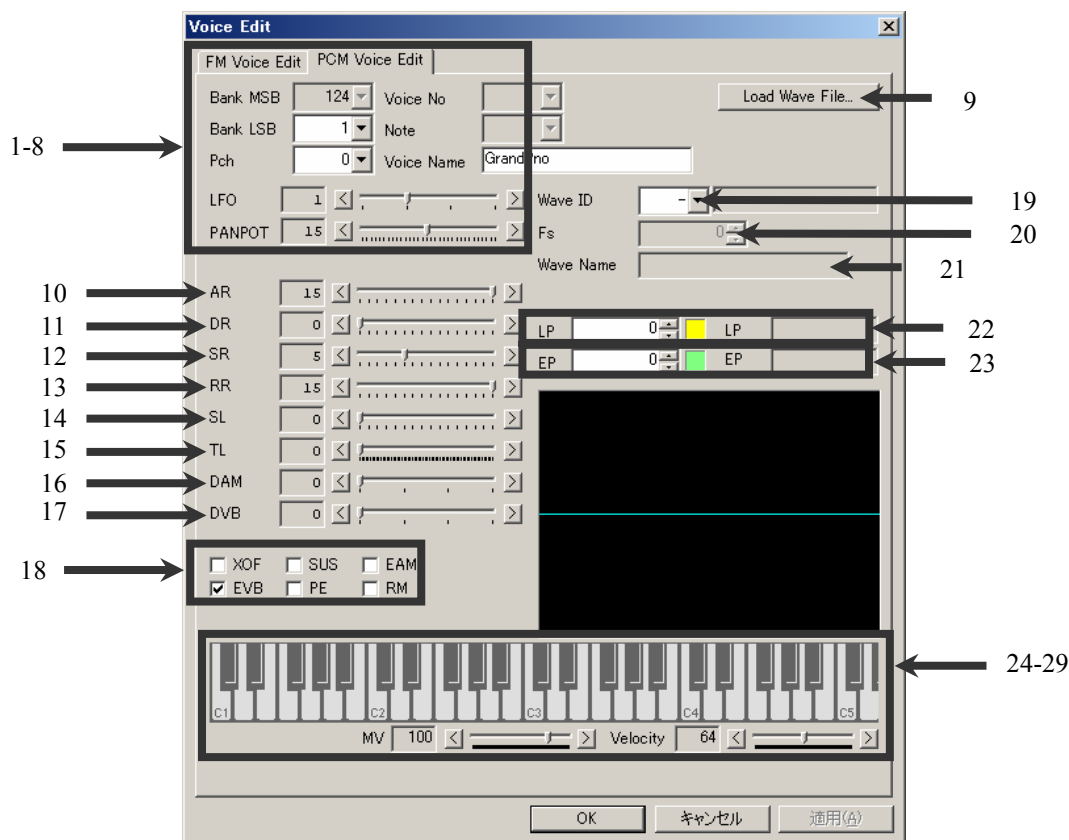 Voice Edit
FM Voice Edit PCM Voice Edit
Bank MSB 124 Voice No
Load Wave File...
9
Bank LSB 1 Note
1-8
Pch 0 Voice Name
LFO 1
Wave ID -
19
PANPOT 15
Fs 0
20
Wave Name
21
10 AR 15
11 DR 0
LP 0 LP
22
12 SR 5
EP 0 EP
23
13 RR 15
14 SL 0
15 TL 0
16 DAM 0
17 DVB 0
18
XOF SUS EAM
EVB PE RM
24-29
C1 C2 C3 C4 C5
MV 100 Velocity 64
OK キャンセル 適用(A)